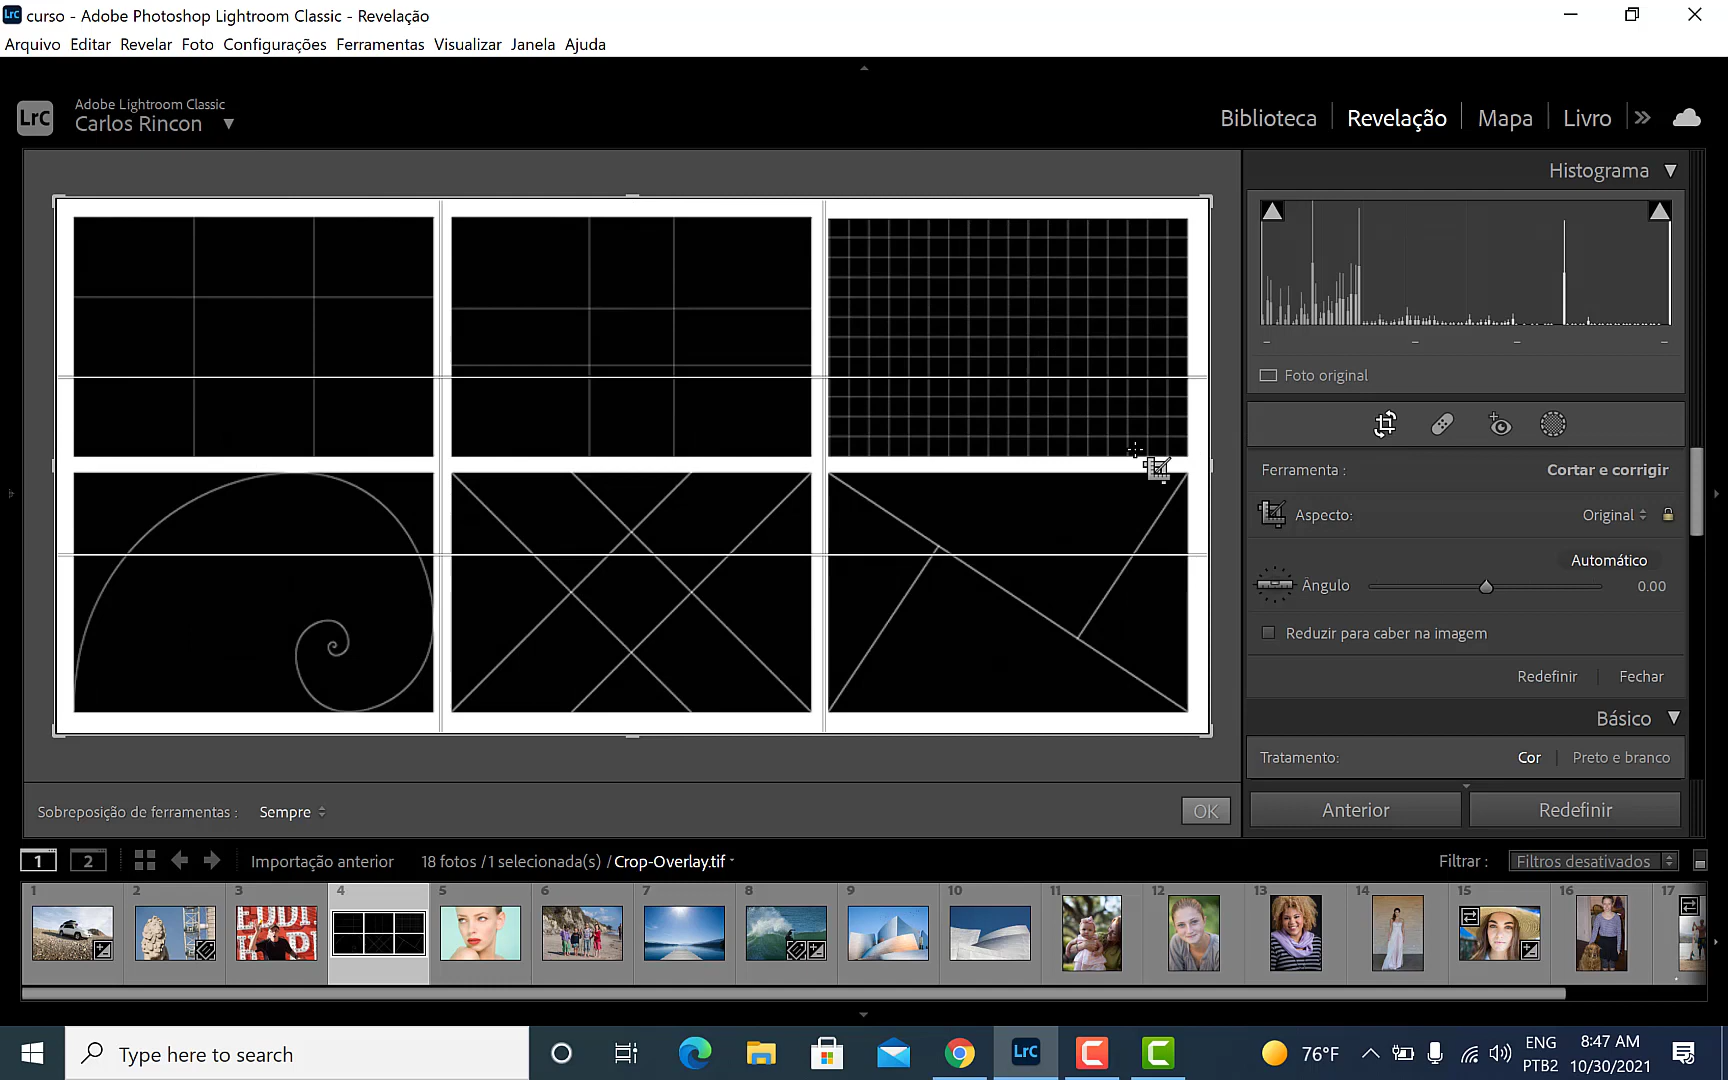 curso - Adobe Photoshop Lightroom Classic - Revelação
Arquivo Editar Revelar Foto Configurações Ferramentas Visualizar Janela Ajuda
LrC
Adobe Lightroom Classic
Carlos Rincon
Biblioteca Revelação Mapa Livro
Histograma
Foto original
Ferramenta : Cortar e corrigir
Aspecto: Original
Automático
Ângulo 0.00
Reduzir para caber na imagem
Redefinir Fechar
Básico
Tratamento: Cor Preto e branco
Sobreposição de ferramentas : Sempre
OK
Anterior Redefinir
1 2 Importação anterior 18 fotos /1 selecionada(s) /Crop-Overlay.tif
Filtrar : Filtros desativados
1 2 3 4 5 6 7 8 9 10 11 12 13 14 15 16 17
EDDI
Type here to search
LrC
76°F
ENG
PTB2
8:47 AM
10/30/2021